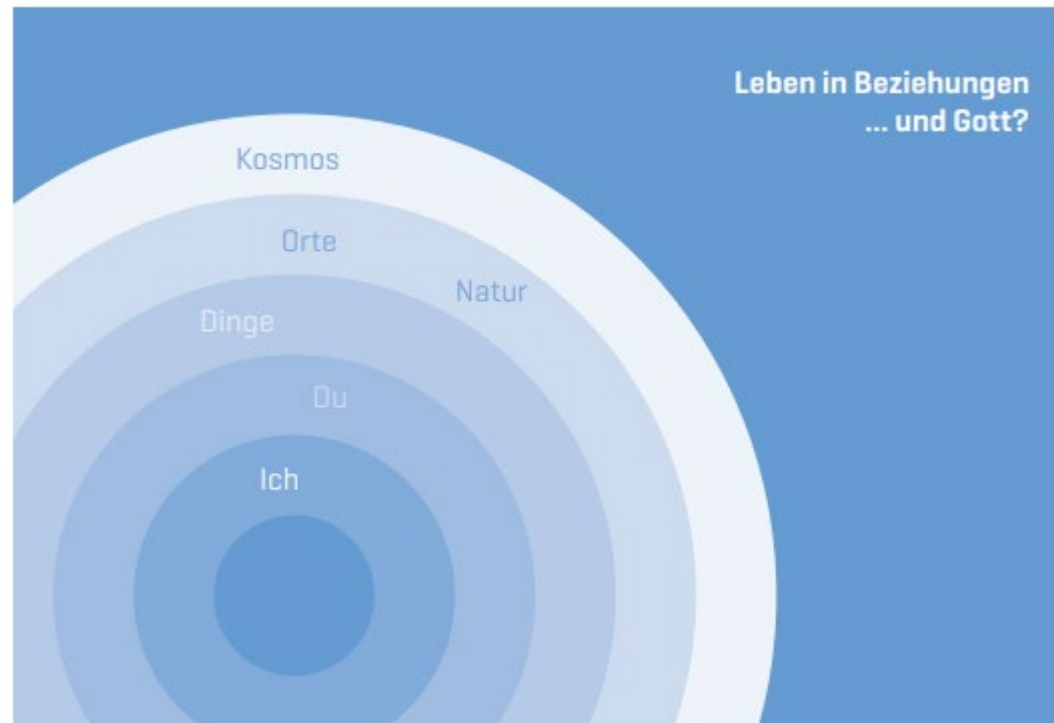 Leben in Beziehungen
... und Gott?
Kosmos
Orte
Natur
Dinge
Du
Ich